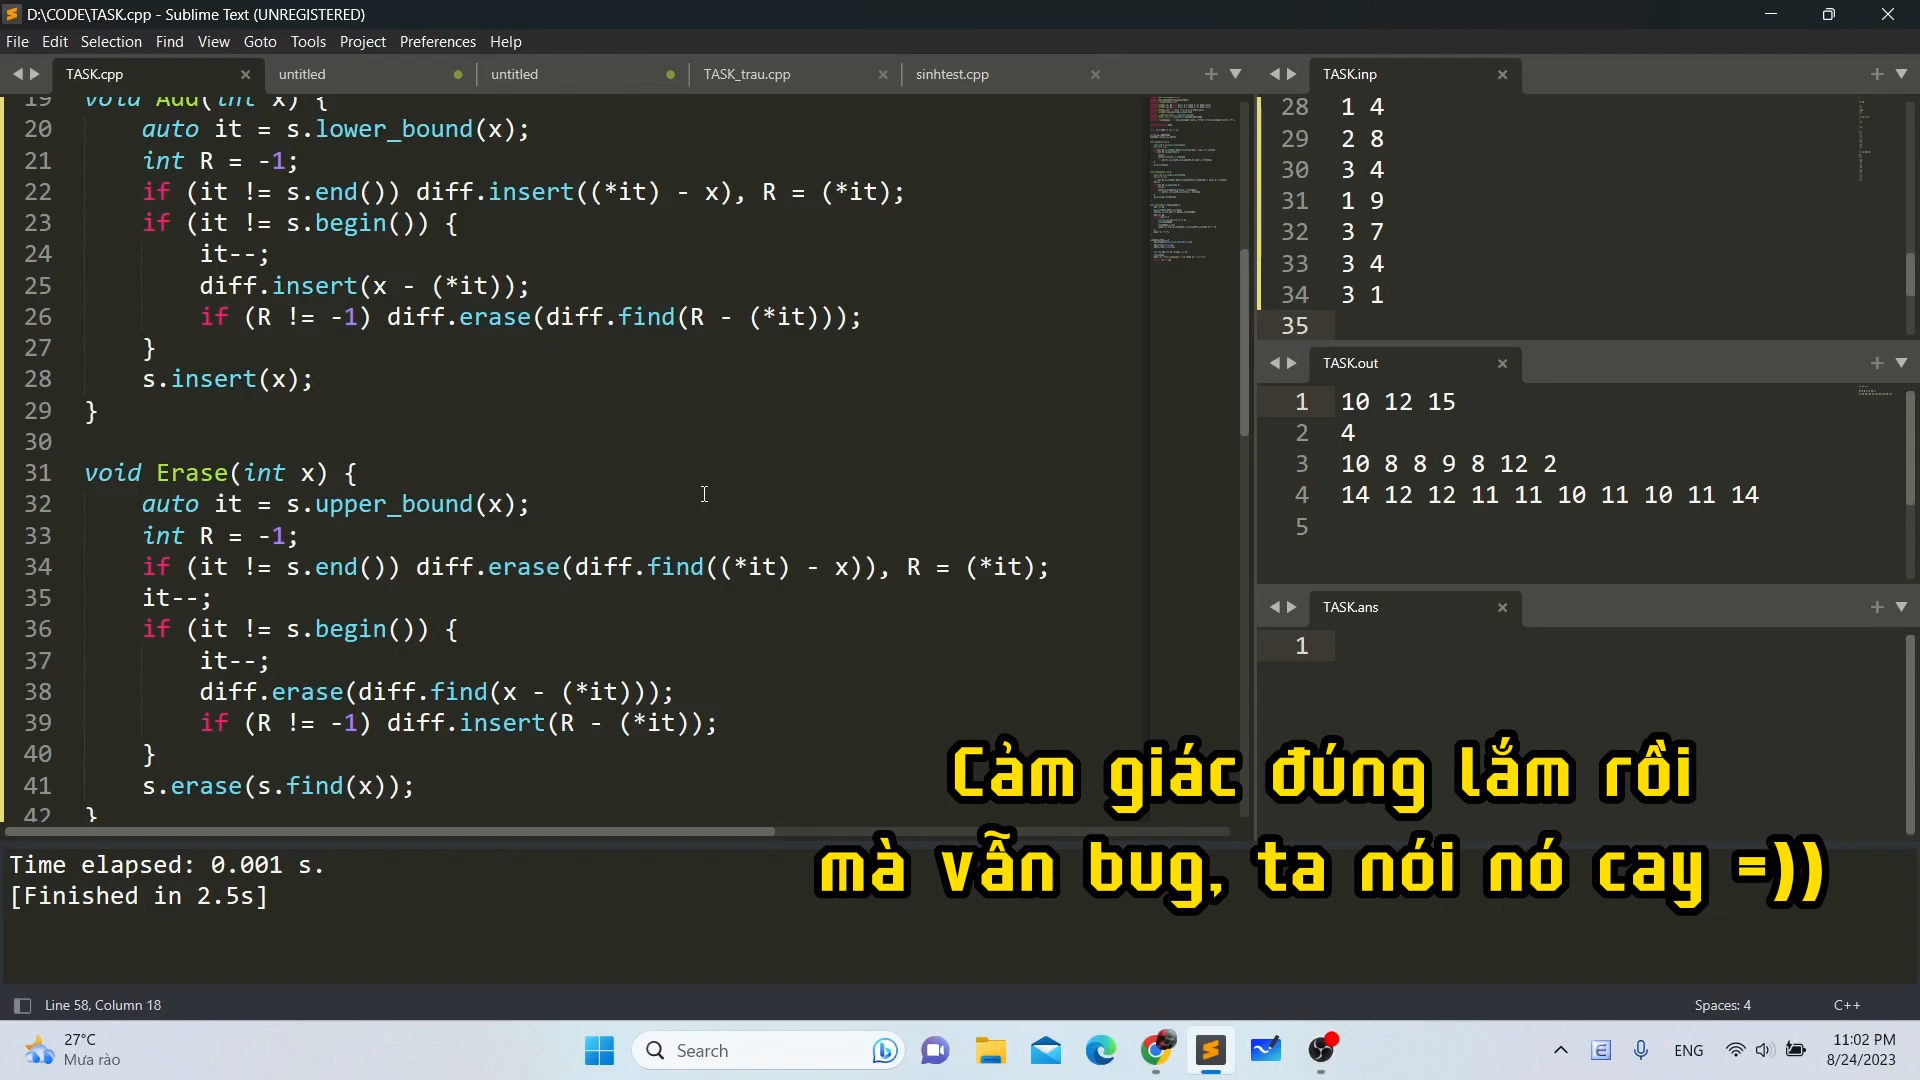 D:\CODE\TASK.cpp - Sublime Text (UNREGISTERED)
File Edit Selection Find View Goto Tools Project Preferences Help
TASK.cpp untitled untitled TASK_trau.cpp sinhtest.cpp
19 void Add(int x) {
20 auto it = s.lower_bound(x);
21 int R = -1;
22 if (it != s.end()) diff.insert((*it) - x), R = (*it);
23 if (it != s.begin()) {
24 it--;
25 diff.insert(x - (*it));
26 if (R != -1) diff.erase(diff.find(R - (*it)));
27 }
28 s.insert(x);
29 }
30
31 void Erase(int x) {
32 auto it = s.upper_bound(x);
33 int R = -1;
34 if (it != s.end()) diff.erase(diff.find((*it) - x)), R = (*it);
35 it--;
36 if (it != s.begin()) {
37 it--;
38 diff.erase(diff.find(x - (*it)));
39 if (R != -1) diff.insert(R - (*it));
40 }
41 s.erase(s.find(x));
42 }
TASK.inp
28 1 4
29 2 8
30 3 4
31 1 9
32 3 7
33 3 4
34 3 1
35
TASK.out
1 10 12 15
2 4
3 10 8 8 9 8 12 2
4 14 12 12 11 11 10 11 10 11 14
5
TASK.ans
1
Cảm giác đúng lắm rồi
mà vẫn bug, ta nói nó cay =))
Time elapsed: 0.001 s.
[Finished in 2.5s]
Line 58, Column 18
Spaces: 4
C++
27°C
Mưa rào
Search
ENG
11:02 PM
8/24/2023